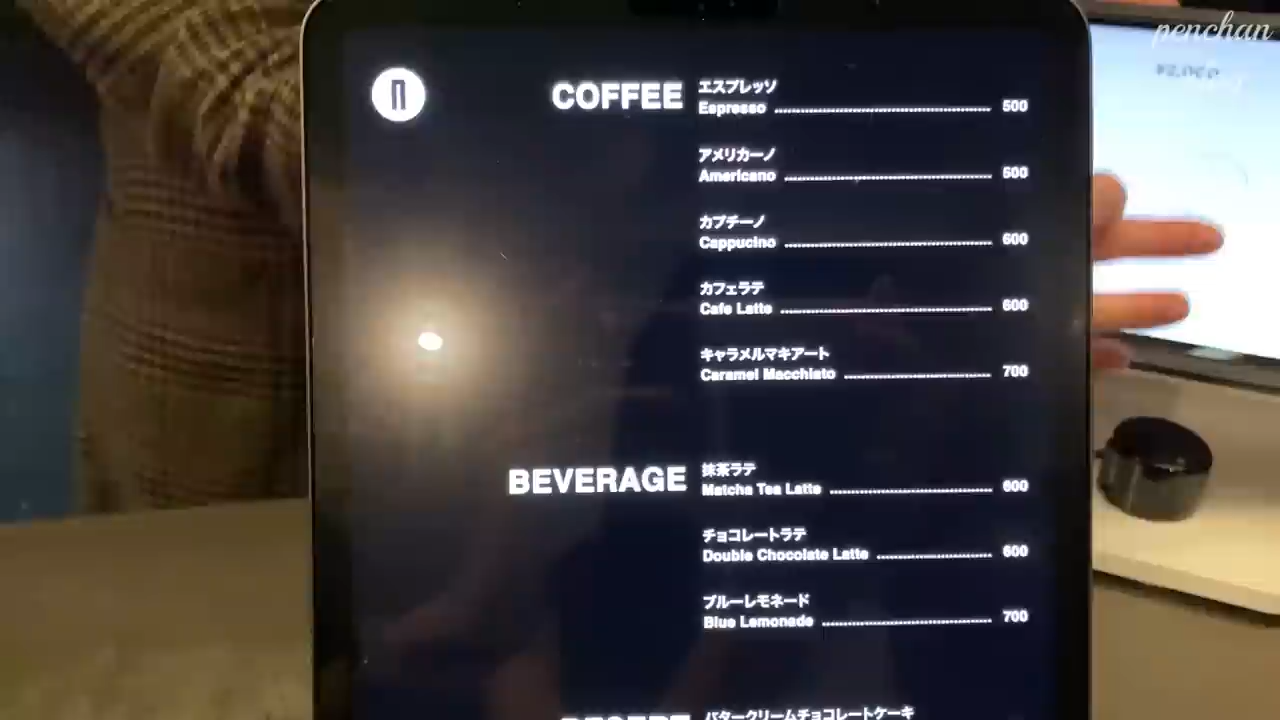 penchan
¥2,000
COFFEE
エスプレッソ
Espresso 500
アメリカーノ
Americano 500
カプチーノ
Cappucino 600
カフェラテ
Cafe Latte 600
キャラメルマキアート
Caramel Macchiato 700
BEVERAGE
抹茶ラテ
Matcha Tea Latte 600
チョコレートラテ
Double Chocolate Latte 600
ブルーレモネード
Blue Lemonade 700
バタークリームチョコレートケーキ